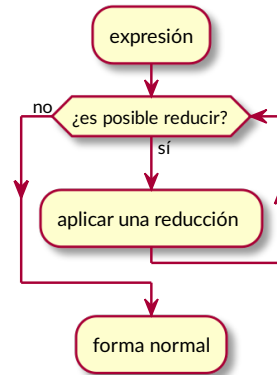 expresión
no
¿es posible reducir?
sí
aplicar una reducción
forma normal